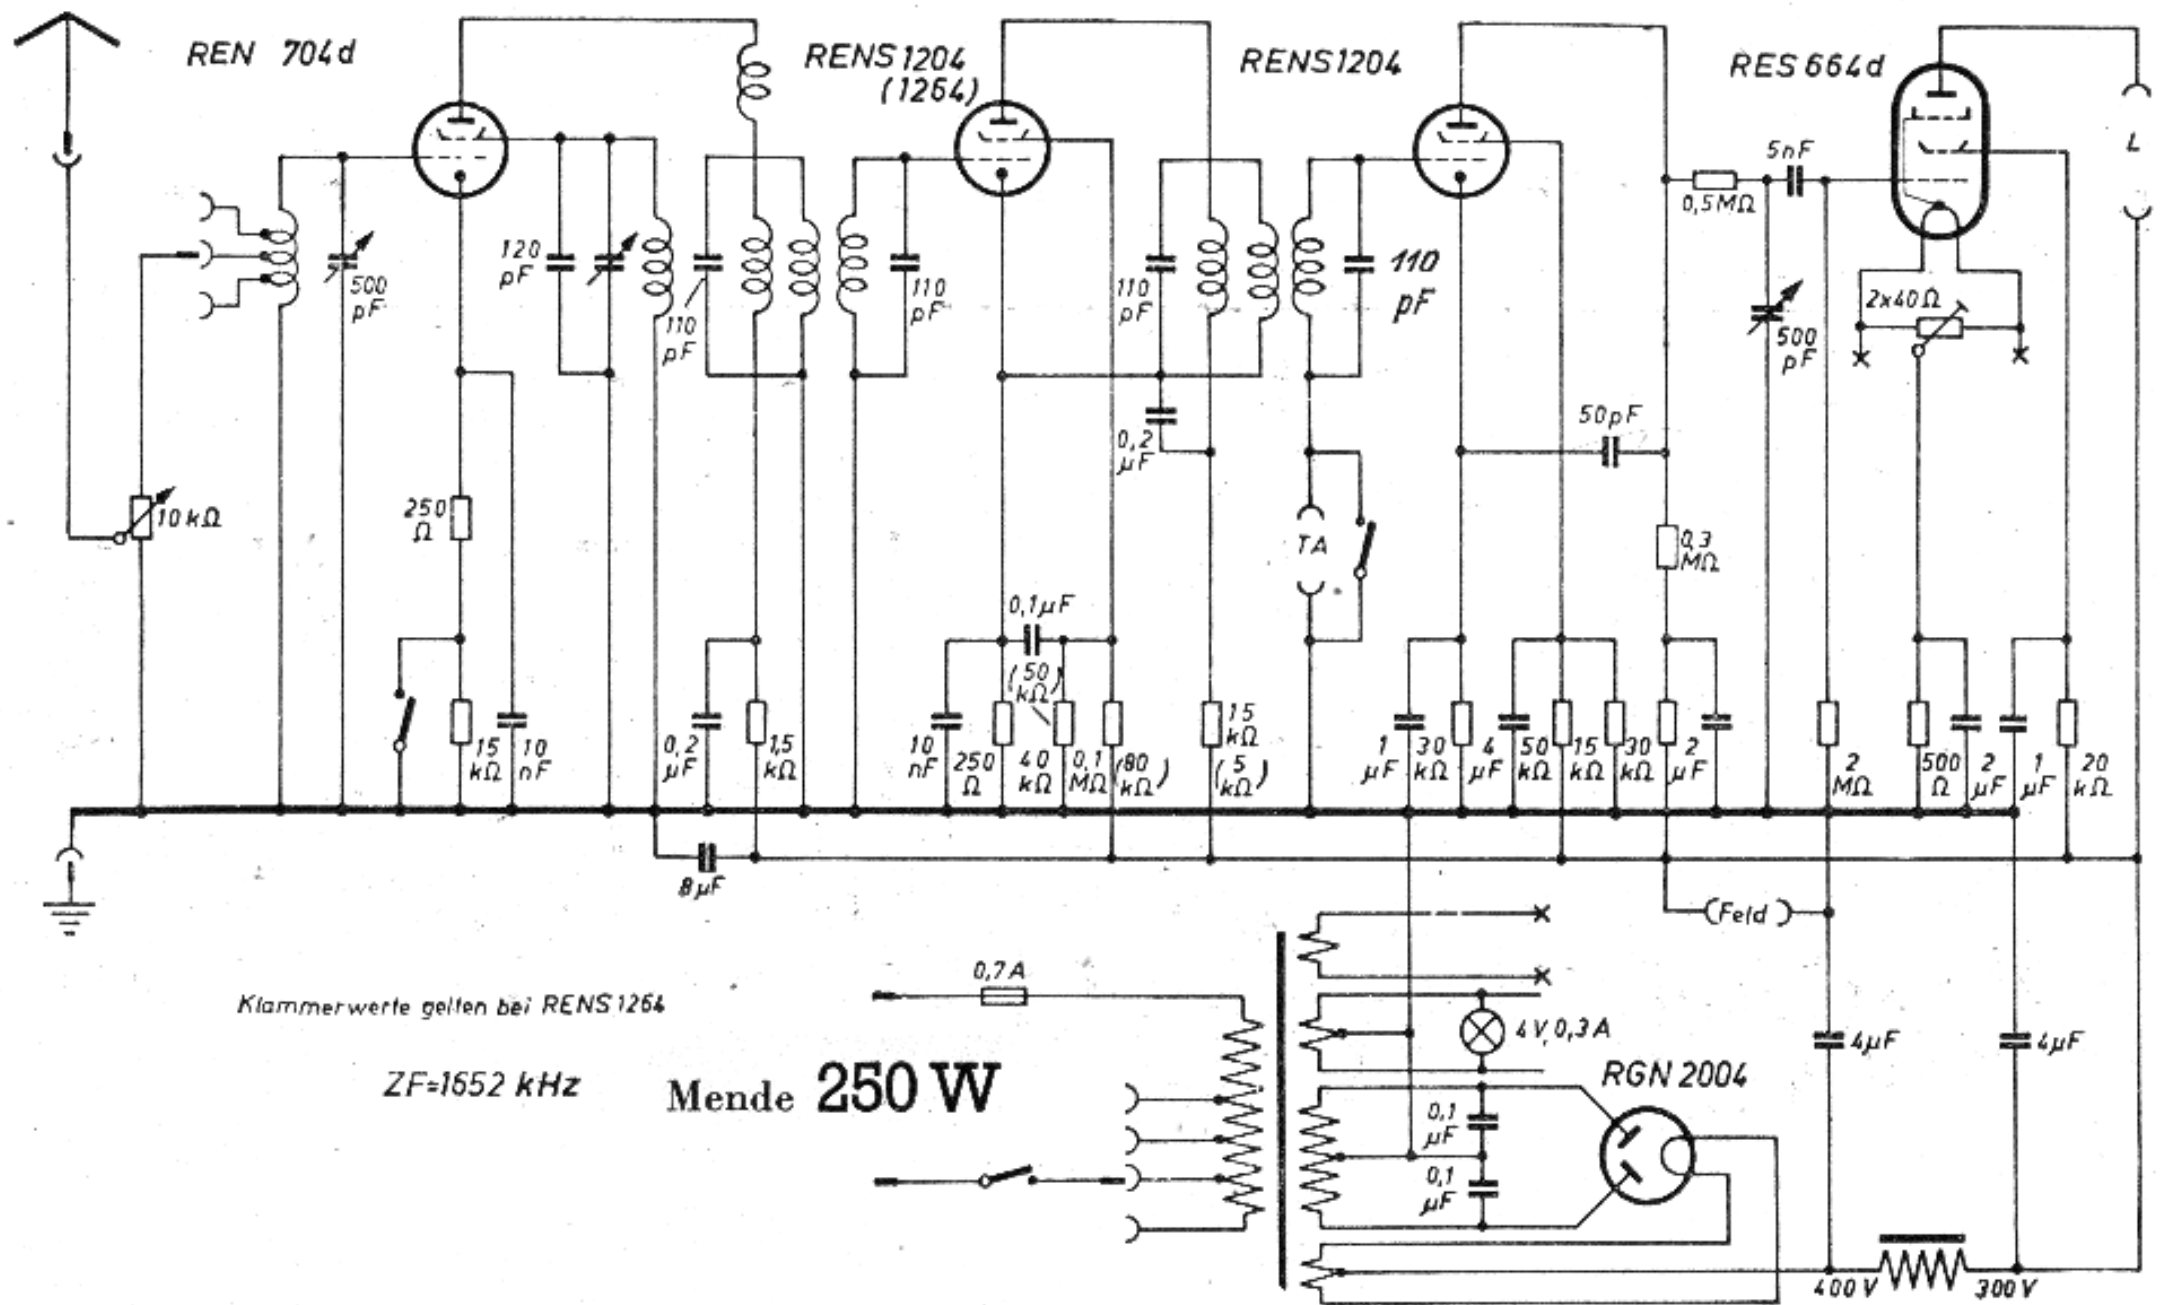 REN 704d
RENS1204
(1264)
RENS1204
RES 664d
L
5nF
0,5MΩ
120
pF
500
pF
110
pF
110
pF
110
pF
110
pF
2x40Ω
500
pF
50pF
0,2
µF
250
Ω
10kΩ
TA
0,3
MΩ
0,1µF
(50
kΩ)
15
kΩ
10
nF
0,2
µF
1,5
kΩ
10
nF
250
Ω
40
kΩ
0,1
MΩ
(80
kΩ)
15
kΩ
(5
kΩ)
1
µF
30
kΩ
4
µF
50
kΩ
15
kΩ
30
kΩ
2
µF
2
MΩ
500
Ω
2
µF
1
µF
20
kΩ
8µF
(Feld)
0,7A
Klammerwerte gelten bei RENS1264
4V,0,3A
4µF
4µF
ZF=1652 kHz
Mende 250 W
RGN 2004
0,1
µF
0,1
µF
400V
300V